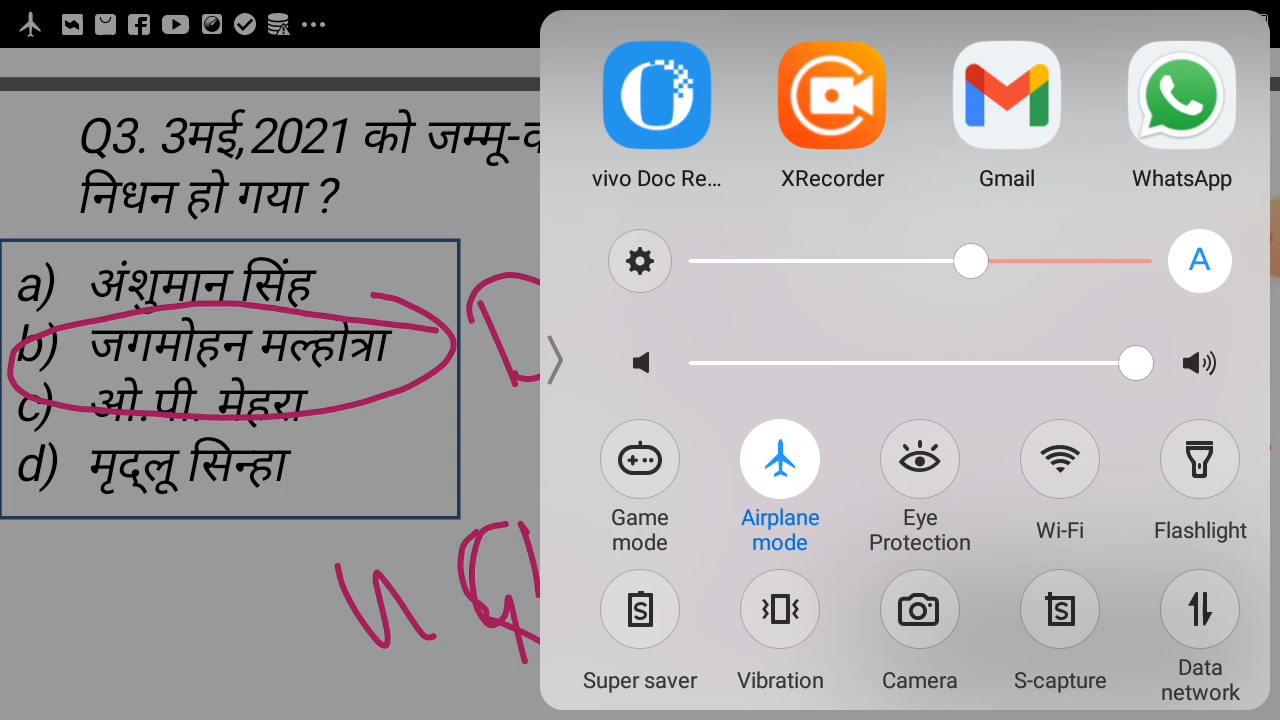 Q3. 3मई,2021 को जम्मू-
निधन हो गया ?
a) अंशुमान सिंह
b) जगमोहन मल्होत्रा
c) ओ.पी. मेहरा
d) मृद्लू सिन्हा
vivo Doc Re...
XRecorder
Gmail
WhatsApp
A
Game mode
Airplane mode
Eye Protection
Wi-Fi
Flashlight
Super saver
Vibration
Camera
S-capture
Data network